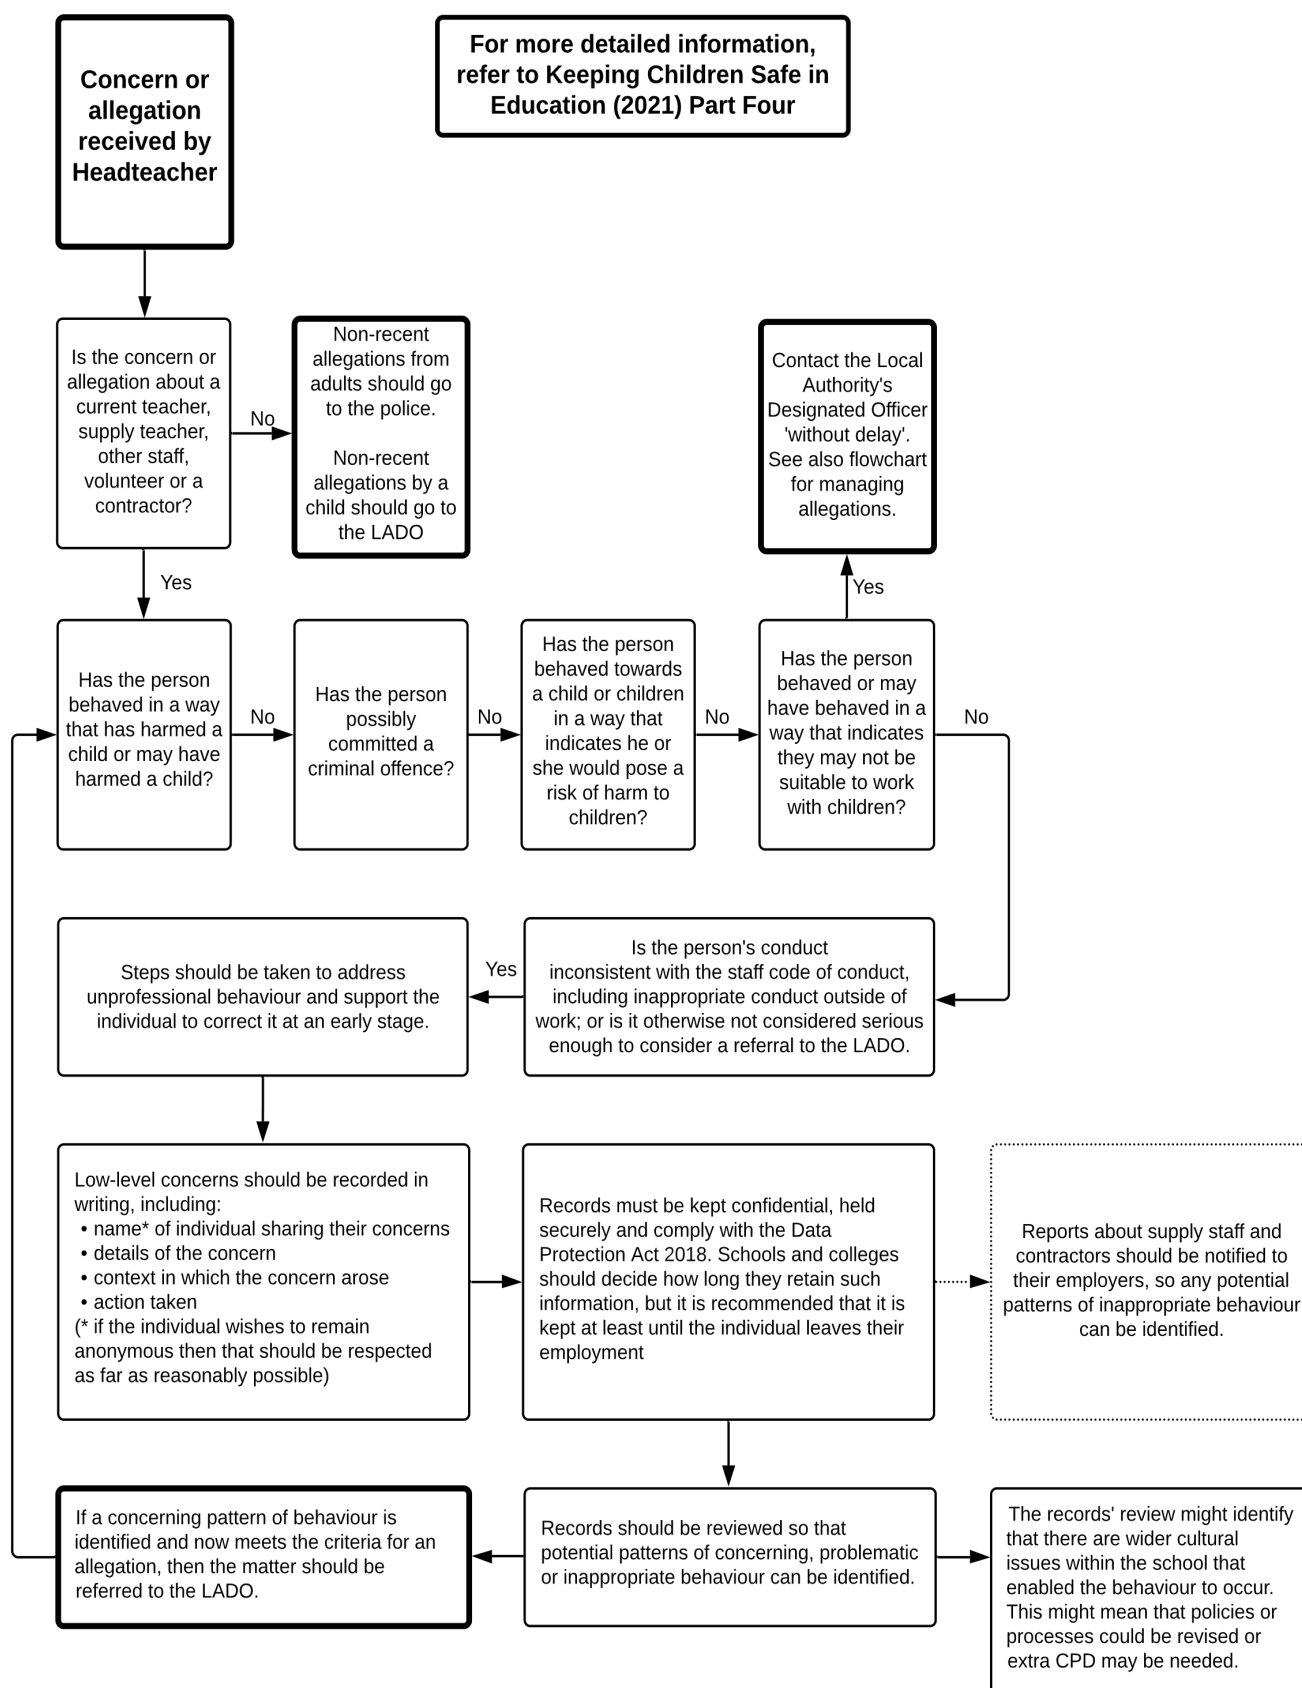 Concern or
allegation
received by
Headteacher
For more detailed information,
refer to Keeping Children Safe in
Education (2021) Part Four
Is the concern or
allegation about a
current teacher,
supply teacher,
other staff,
volunteer or a
contractor?
No
Non-recent
allegations from
adults should go
to the police.
Non-recent
allegations by a
child should go to
the LADO
Contact the Local
Authority's
Designated Officer
'without delay'.
See also flowchart
for managing
allegations.
Yes
Yes
Has the person
behaved in a way
that has harmed a
child or may have
harmed a child?
No
Has the person
possibly
committed a
criminal offence?
No
Has the person
behaved towards
a child or children
in a way that
indicates he or
she would pose a
risk of harm to
children?
No
Has the person
behaved or may
have behaved in a
way that indicates
they may not be
suitable to work
with children?
No
Is the person's conduct
inconsistent with the staff code of conduct,
including inappropriate conduct outside of
work; or is it otherwise not considered serious
enough to consider a referral to the LADO.
Yes
Steps should be taken to address
unprofessional behaviour and support the
individual to correct it at an early stage.
Low-level concerns should be recorded in
writing, including:
• name* of individual sharing their concerns
• details of the concern
• context in which the concern arose
• action taken
(* if the individual wishes to remain
anonymous then that should be respected
as far as reasonably possible)
Records must be kept confidential, held
securely and comply with the Data
Protection Act 2018. Schools and colleges
should decide how long they retain such
information, but it is recommended that it is
kept at least until the individual leaves their
employment
Reports about supply staff and
contractors should be notified to
their employers, so any potential
patterns of inappropriate behaviour
can be identified.
If a concerning pattern of behaviour is
identified and now meets the criteria for an
allegation, then the matter should be
referred to the LADO.
Records should be reviewed so that
potential patterns of concerning, problematic
or inappropriate behaviour can be identified.
The records' review might identify
that there are wider cultural
issues within the school that
enabled the behaviour to occur.
This might mean that policies or
processes could be revised or
extra CPD may be needed.